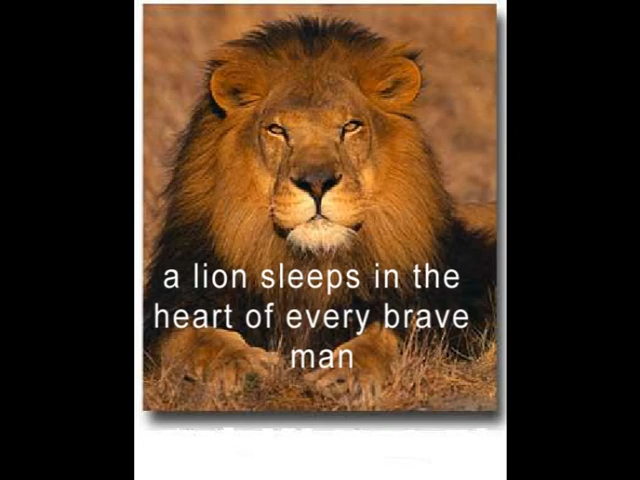 a lion sleeps in the
heart of every brave
man